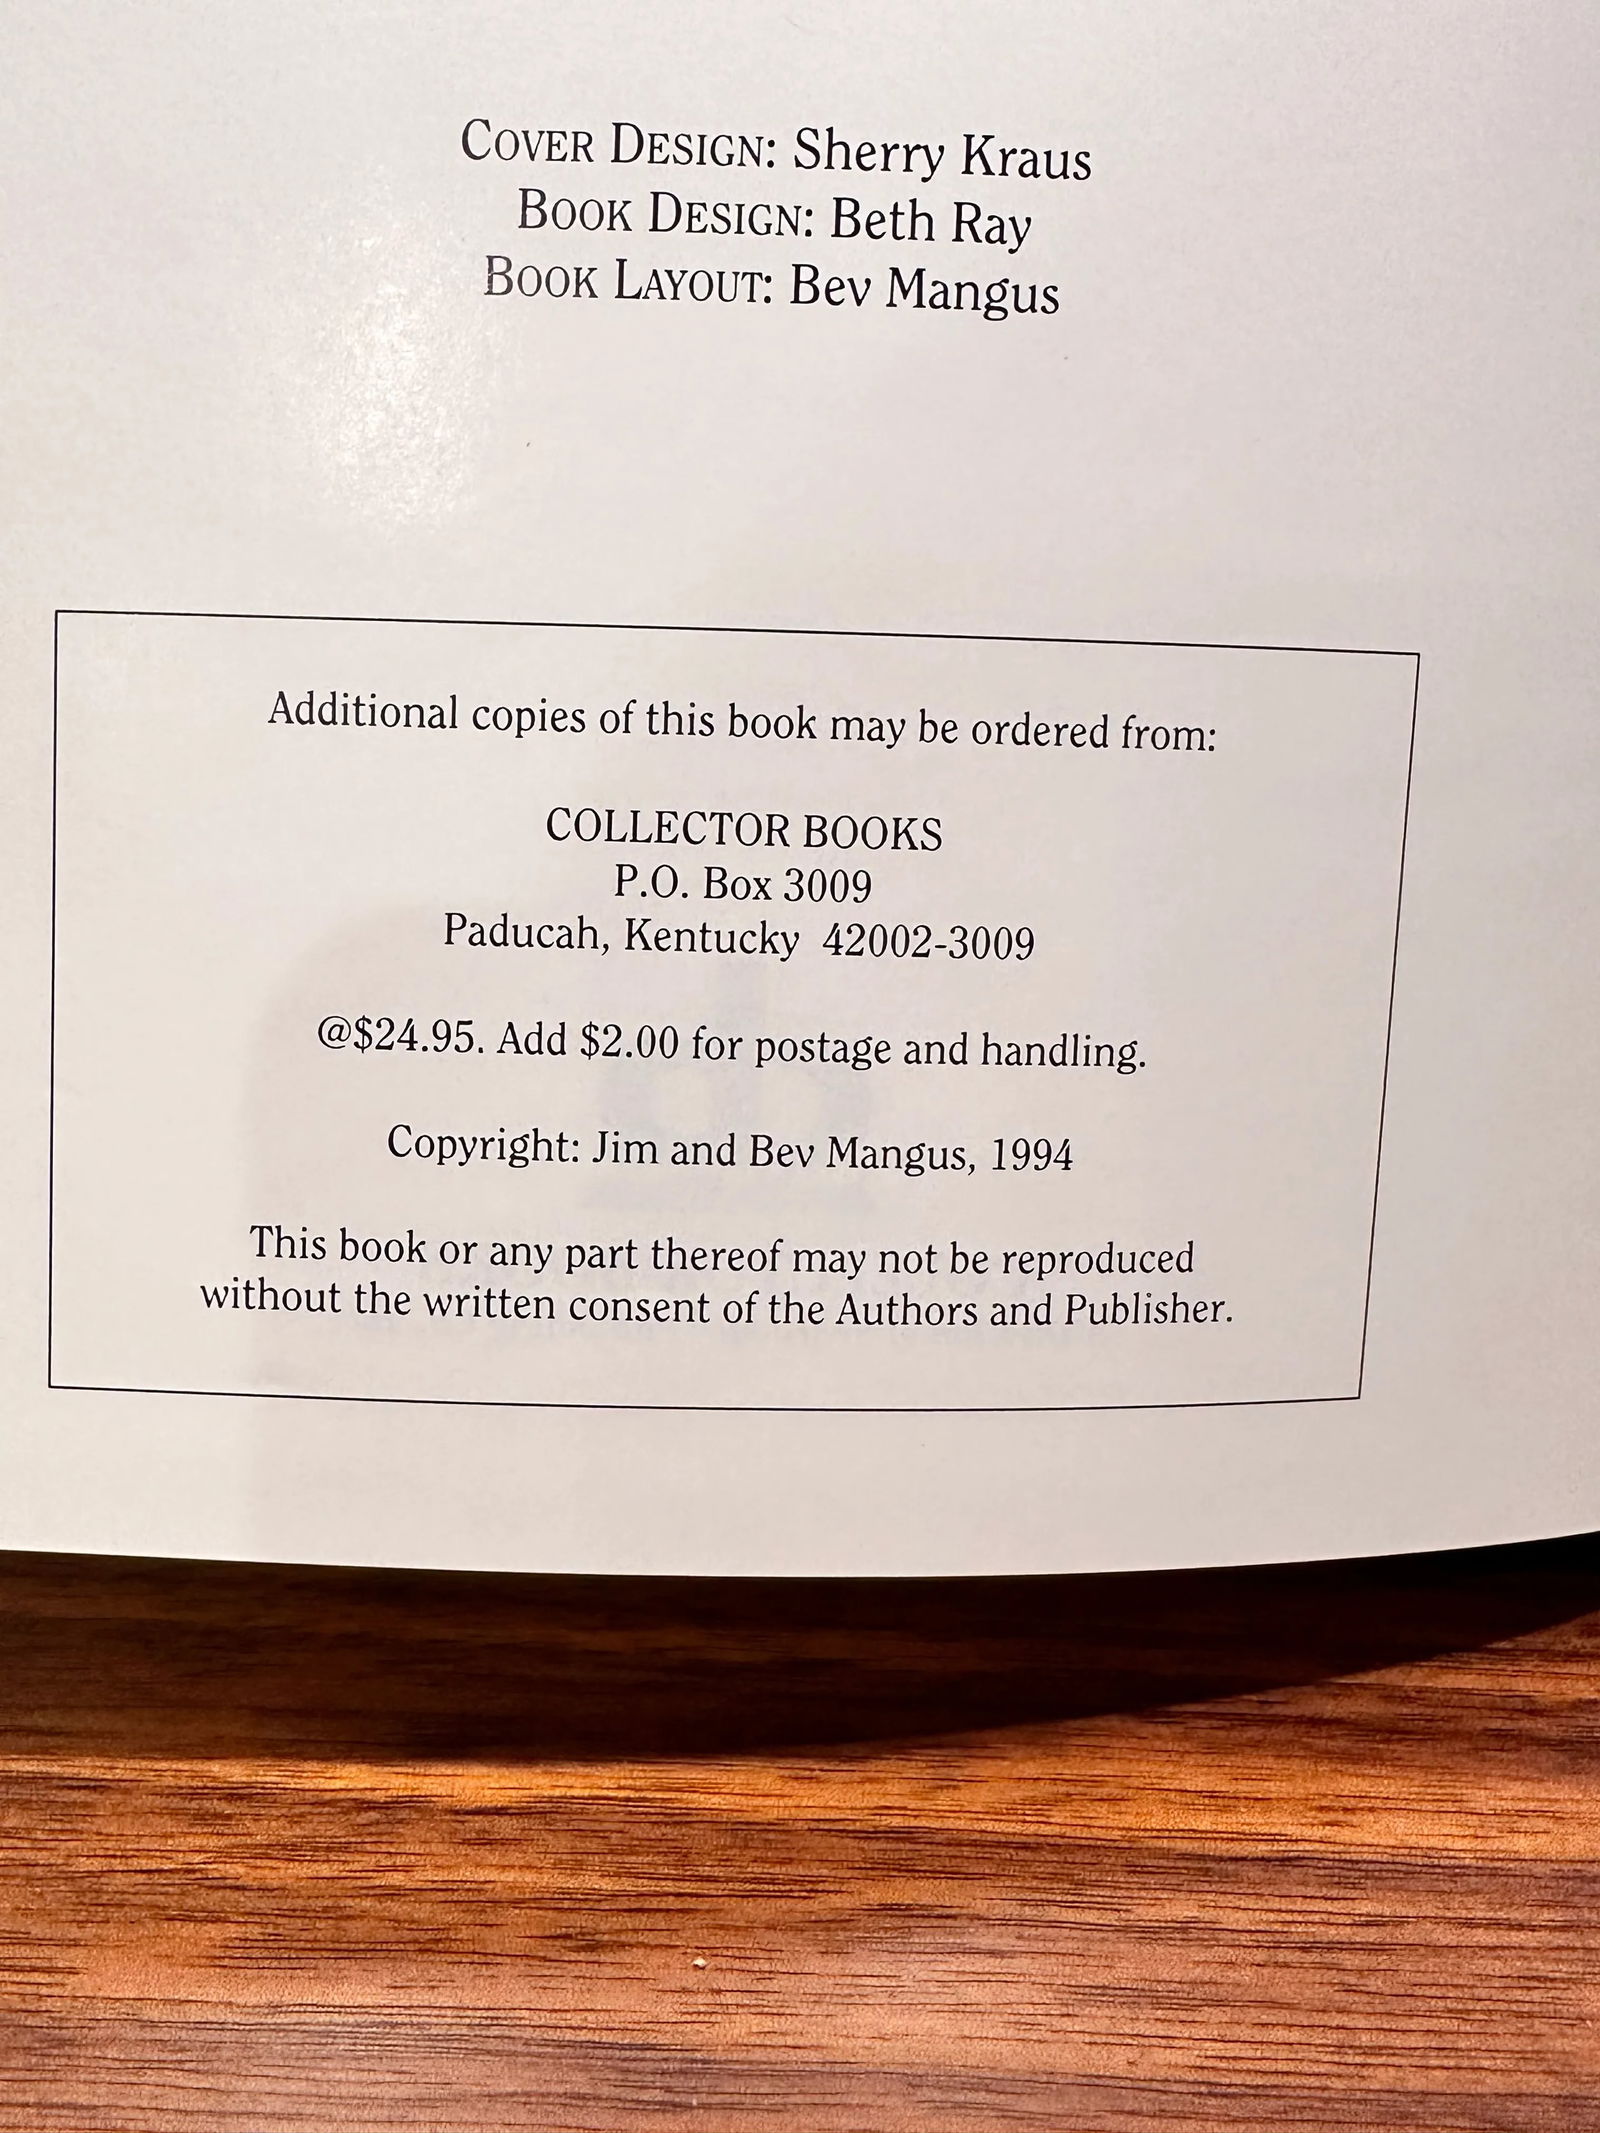 COVER DESIGN: Sherry Kraus
BOOK DESIGN: Beth Ray
BOOK LAYOUT: Bev Mangus
Additional copies of this book may be ordered from:
COLLECTOR BOOKS
P.O. Box 3009
Paducah, Kentucky 42002-3009
@$24.95. Add $2.00 for postage and handling.
Copyright: Jim and Bev Mangus, 1994
This book or any part thereof may not be reproduced
without the written consent of the Authors and Publisher.